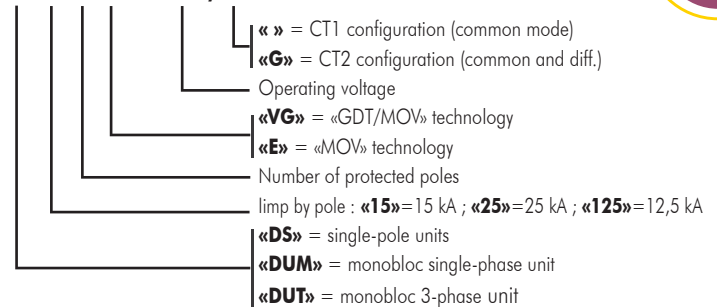 «» = CT1 configuration (common mode)
«G» = CT2 configuration (common and diff.)
Operating voltage
«VG» = «GDT/MOV» technology
«E» = «MOV» technology
Number of protected poles
Iimp by pole : «15»=15 kA ; «25»=25 kA ; «125»=12,5 kA
«DS» = single-pole units
«DUM» = monobloc single-phase unit
«DUT» = monobloc 3-phase unit